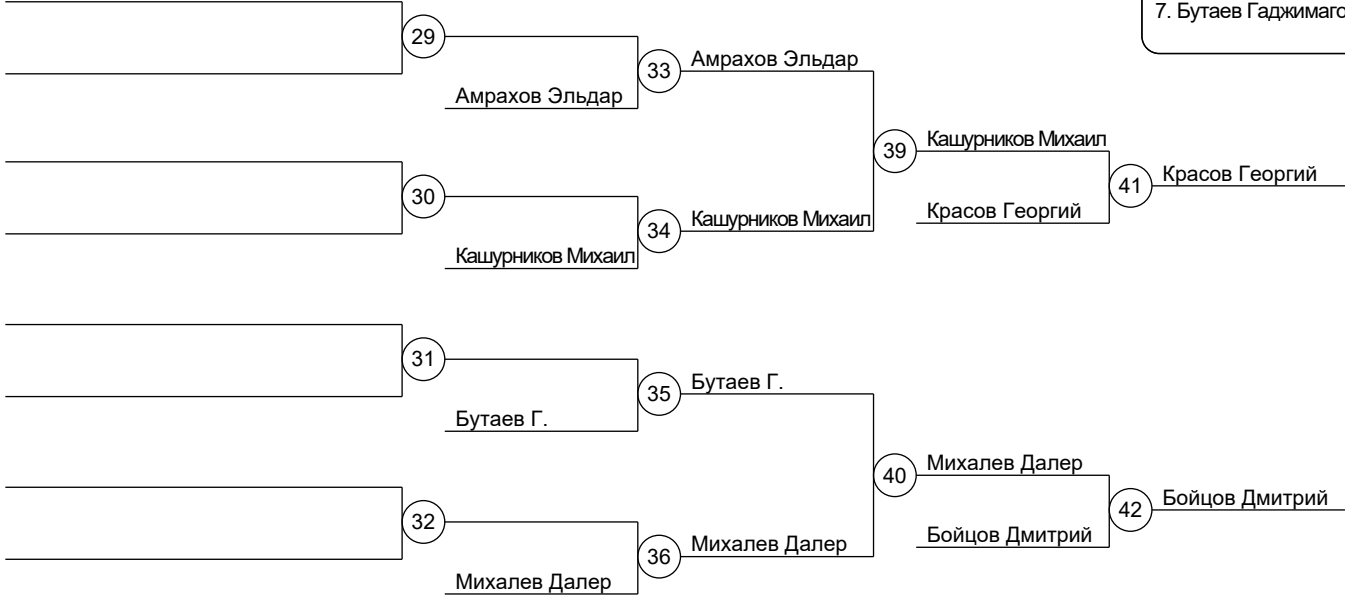 7. Бутаев Гаджимаго
29
33
Амрахов Эльдар
Амрахов Эльдар
39
Кашурников Михаил
41
Красов Георгий
30
34
Кашурников Михаил
Красов Георгий
Кашурников Михаил
31
35
Бутаев Г.
Бутаев Г.
40
Михалев Далер
42
Бойцов Дмитрий
32
36
Михалев Далер
Бойцов Дмитрий
Михалев Далер